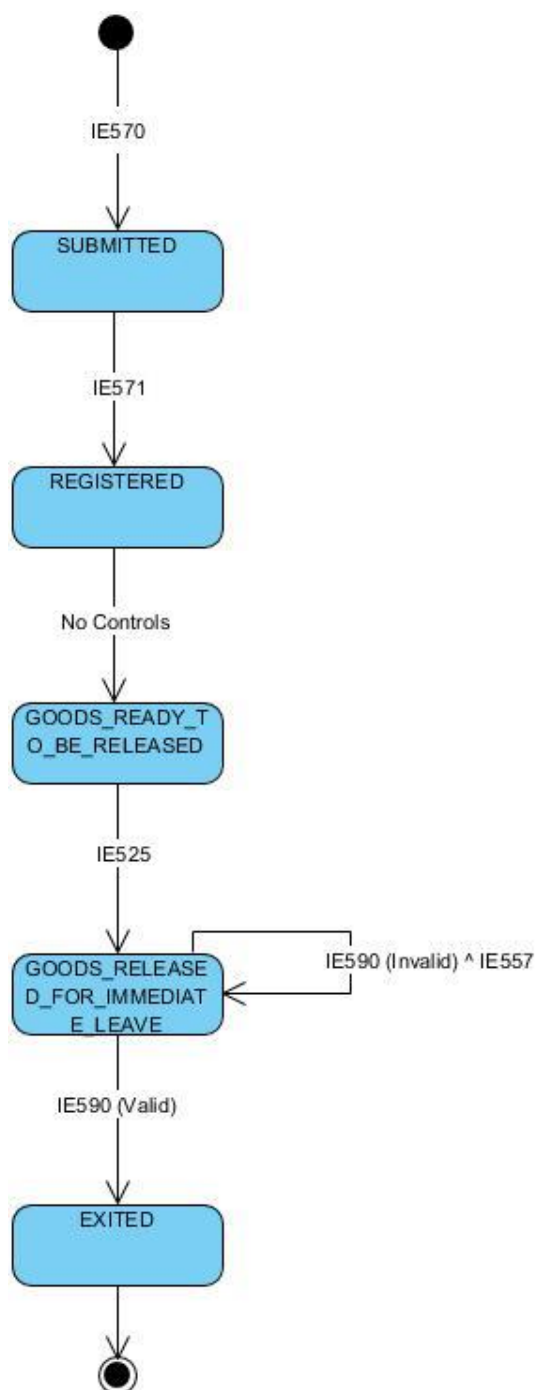 IE570
SUBMITTED
IE571
REGISTERED
No Controls
GOODS_READY_T
O_BE_RELEASED
IE525
GOODS_RELEASE
D_FOR_IMMEDIAT
E_LEAVE
IE590 (Invalid) ^ IE557
IE590 (Valid)
EXITED